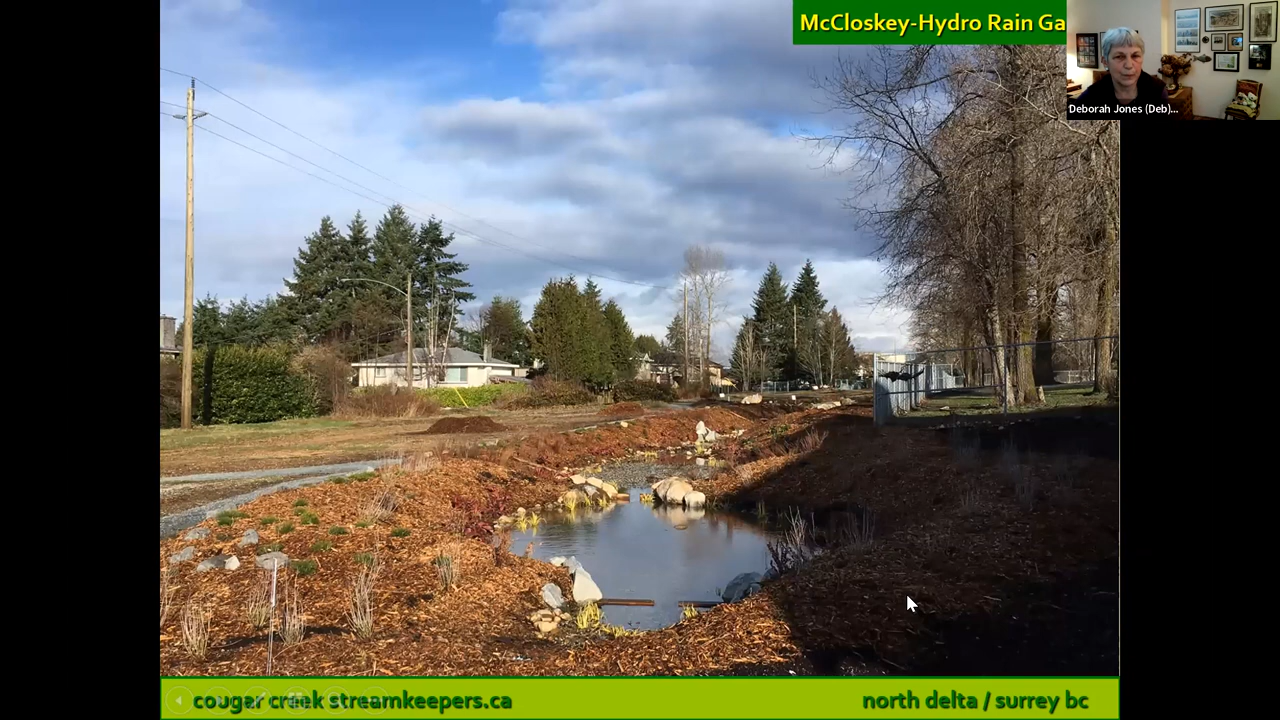 McCloskey-Hydro Rain Ga
Deborah Jones (Deb)...
cougar creek streamkeepers.ca
north delta / surrey bc